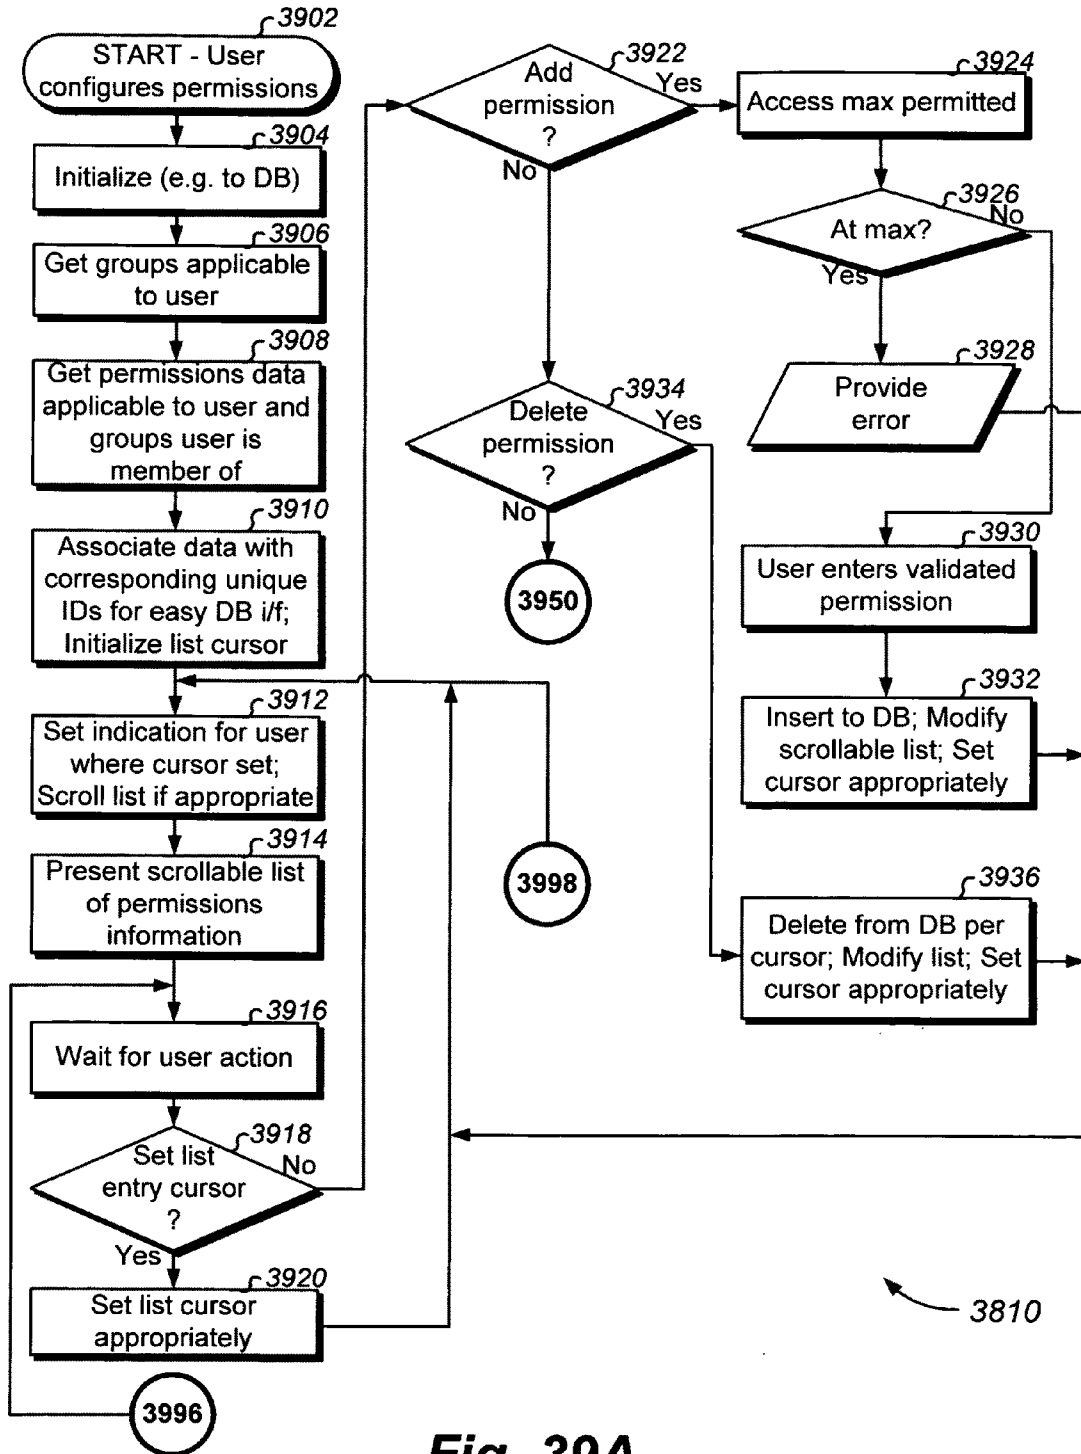 3902
START - User
configures permissions
3904
Initialize (e.g. to DB)
3906
Get groups applicable
to user
3908
Get permissions data
applicable to user and
groups user is
member of
3910
Associate data with
corresponding unique
IDs for easy DB i/f;
Initialize list cursor
3912
Set indication for user
where cursor set;
Scroll list if appropriate
3914
Present scrollable list
of permissions
information
3916
Wait for user action
3918
Set list
entry cursor
?
No
Yes
3920
Set list cursor
appropriately
3996
3922
Add
permission
?
Yes
No
3934
Delete
permission
?
Yes
No
3950
3998
3924
Access max permitted
3926
At max?
No
Yes
3928
Provide
error
3930
User enters validated
permission
3932
Insert to DB; Modify
scrollable list; Set
cursor appropriately
3936
Delete from DB per
cursor; Modify list; Set
cursor appropriately
3810
Fig. 39A